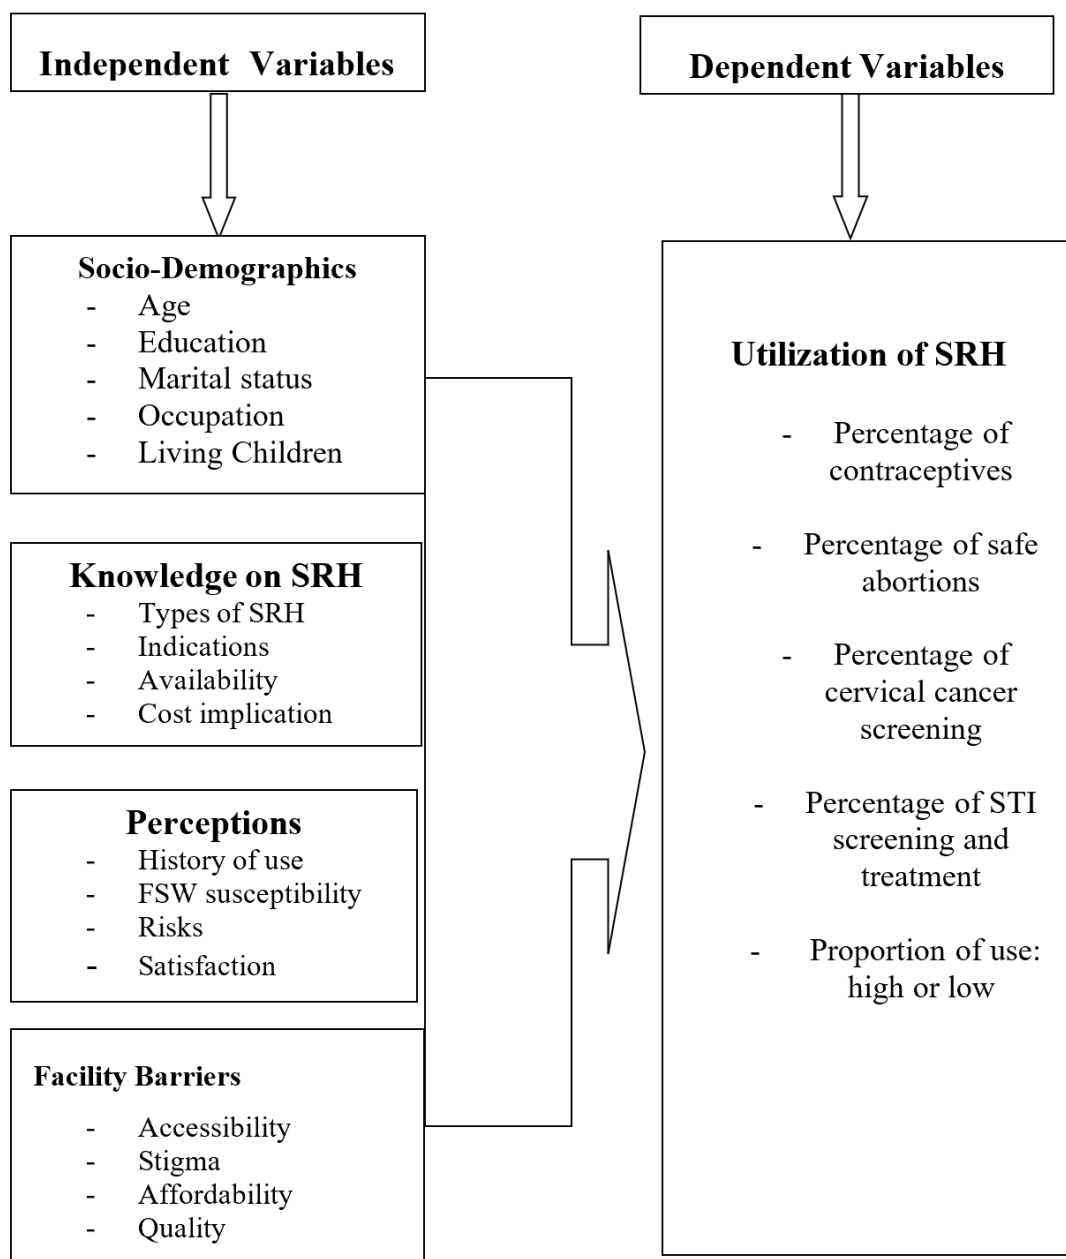 Independent Variables
Dependent Variables
Socio-Demographics
- Age
- Education
- Marital status
- Occupation
- Living Children
Knowledge on SRH
- Types of SRH
- Indications
- Availability
- Cost implication
Perceptions
- History of use
- FSW susceptibility
- Risks
- Satisfaction
Facility Barriers
- Accessibility
- Stigma
- Affordability
- Quality
Utilization of SRH
- Percentage of
contraceptives
- Percentage of safe
abortions
- Percentage of
cervical cancer
screening
- Percentage of STI
screening and
treatment
- Proportion of use:
high or low